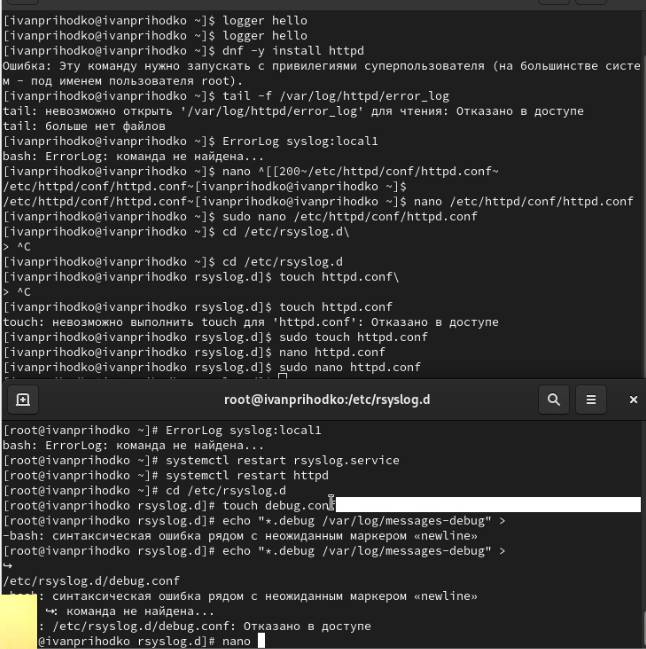 [ivanprihodko@ivanprihodko ~]$ logger hello
[ivanprihodko@ivanprihodko ~]$ logger hello
[ivanprihodko@ivanprihodko ~]$ dnf -y install httpd
Ошибка: Эту команду нужно запускать с привилегиями суперпользователя (на большинстве систе
м - под именем пользователя root).
[ivanprihodko@ivanprihodko ~]$ tail -f /var/log/httpd/error_log
tail: невозможно открыть '/var/log/httpd/error_log' для чтения: Отказано в доступе
tail: больше нет файлов
[ivanprihodko@ivanprihodko ~]$ ErrorLog syslog:local1
bash: ErrorLog: команда не найдена...
[ivanprihodko@ivanprihodko ~]$ nano ^[[200~/etc/httpd/conf/httpd.conf~
/etc/httpd/conf/httpd.conf~[ivanprihodko@ivanprihodko ~]$
/etc/httpd/conf/httpd.conf~[ivanprihodko@ivanprihodko ~]$ nano /etc/httpd/conf/httpd.conf
[ivanprihodko@ivanprihodko ~]$ sudo nano /etc/httpd/conf/httpd.conf
[ivanprihodko@ivanprihodko ~]$ cd /etc/rsyslog.d\
> ^C
[ivanprihodko@ivanprihodko ~]$ cd /etc/rsyslog.d
[ivanprihodko@ivanprihodko rsyslog.d]$ touch httpd.conf\
> ^C
[ivanprihodko@ivanprihodko rsyslog.d]$ touch httpd.conf
touch: невозможно выполнить touch для 'httpd.conf': Отказано в доступе
[ivanprihodko@ivanprihodko rsyslog.d]$ sudo touch httpd.conf
[ivanprihodko@ivanprihodko rsyslog.d]$ nano httpd.conf
[ivanprihodko@ivanprihodko rsyslog.d]$ sudo nano httpd.conf
root@ivanprihodko:/etc/rsyslog.d
[root@ivanprihodko ~]# ErrorLog syslog:local1
bash: ErrorLog: команда не найдена...
[root@ivanprihodko ~]# systemctl restart rsyslog.service
[root@ivanprihodko ~]# systemctl restart httpd
[root@ivanprihodko ~]# cd /etc/rsyslog.d
[root@ivanprihodko rsyslog.d]# touch debug.conf
[root@ivanprihodko rsyslog.d]# echo "*.debug /var/log/messages-debug" >
-bash: синтаксическая ошибка рядом с неожиданным маркером «newline»
[root@ivanprihodko rsyslog.d]# echo "*.debug /var/log/messages-debug" >
↪
/etc/rsyslog.d/debug.conf
-bash: синтаксическая ошибка рядом с неожиданным маркером «newline»
↪: команда не найдена...
: /etc/rsyslog.d/debug.conf: Отказано в доступе
@ivanprihodko rsyslog.d]# nano